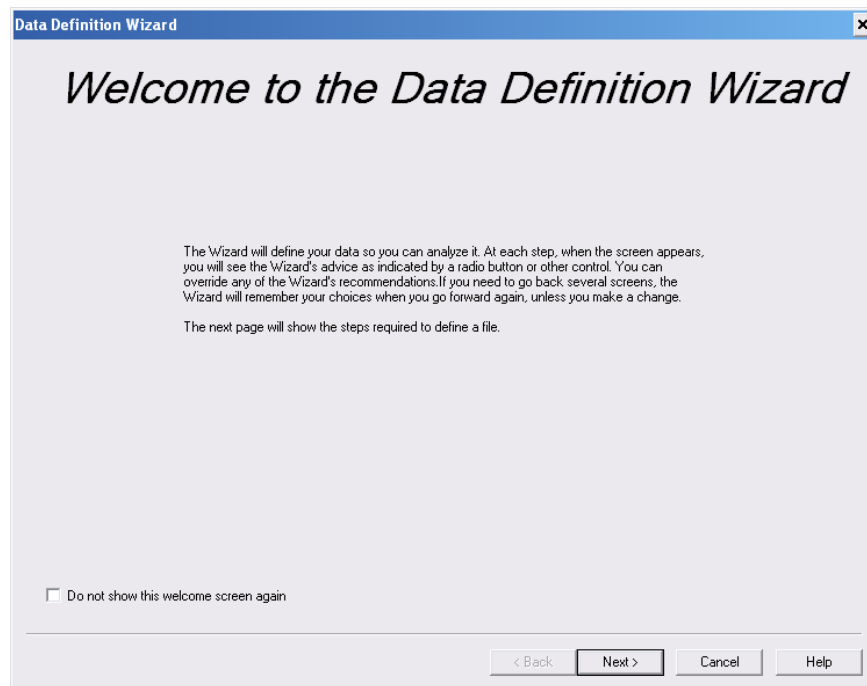 Data Definition Wizard
Welcome to the Data Definition Wizard
The Wizard will define your data so you can analyze it. At each step, when the screen appears,
you will see the Wizard's advice as indicated by a radio button or other control. You can
override any of the Wizard's recommendations.If you need to go back several screens, the
Wizard will remember your choices when you go forward again, unless you make a change.
The next page will show the steps required to define a file.
Do not show this welcome screen again
< Back Next > Cancel Help